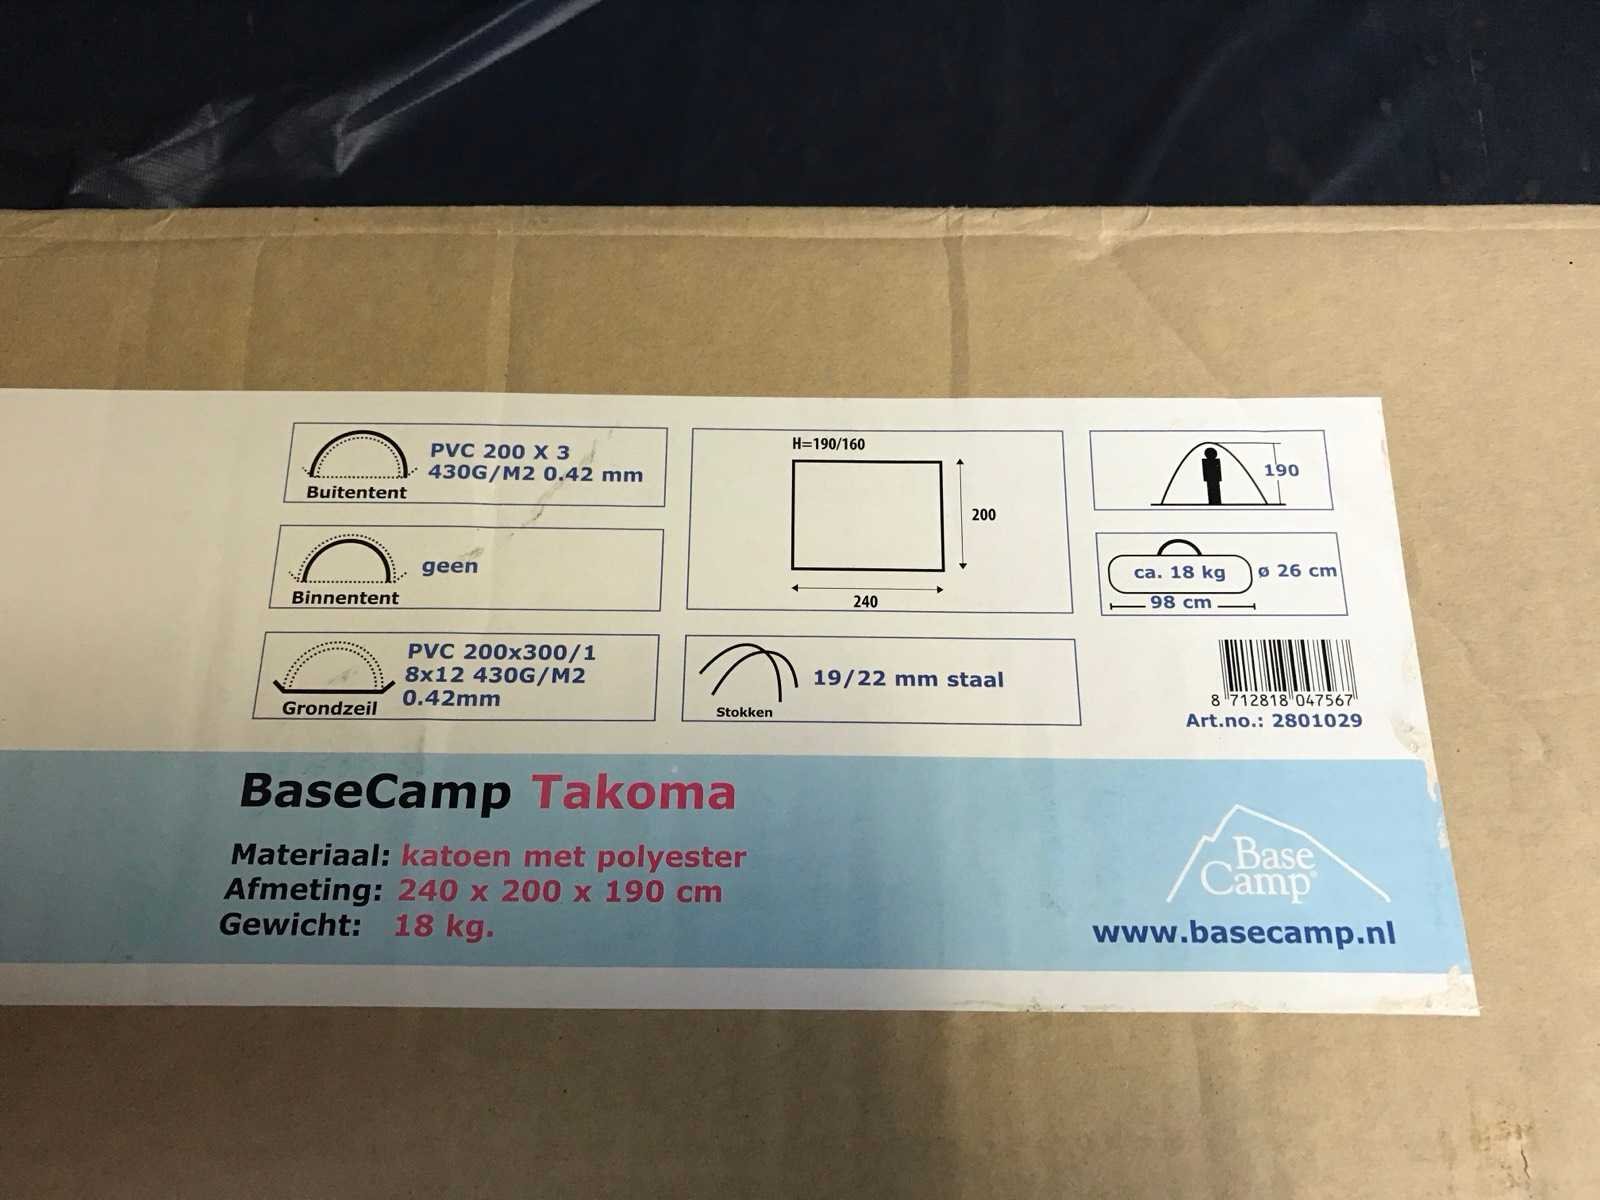 PVC 200 X 3
430G/M2 0.42 mm
Buitentent
geen
Binnentent
PVC 200x300/1
8x12 430G/M2
0.42mm
Grondzeil
H=190/160
200
240
19/22 mm staal
Stokken
190
ca. 18 kg
ø 26 cm
98 cm
8 712818 047567
Art.no.: 2801029
BaseCamp Takoma
Materiaal: katoen met polyester
Afmeting: 240 x 200 x 190 cm
Gewicht: 18 kg.
Base
Camp®
www.basecamp.nl